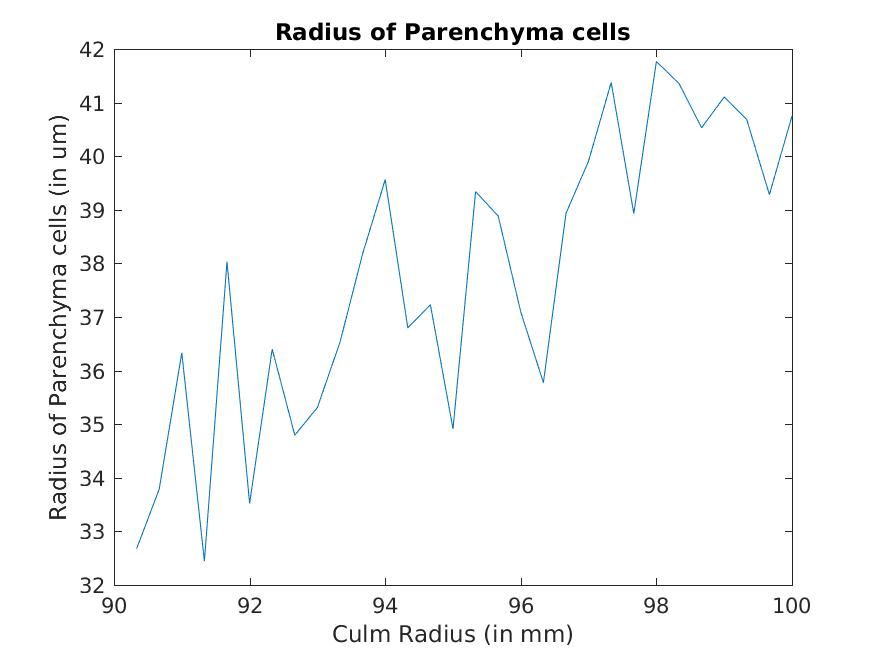 Radius of Parenchyma cells
42
41
40
39
38
37
36
35
34
33
32
Radius of Parenchyma cells (in um)
90 92 94 96 98 100
Culm Radius (in mm)